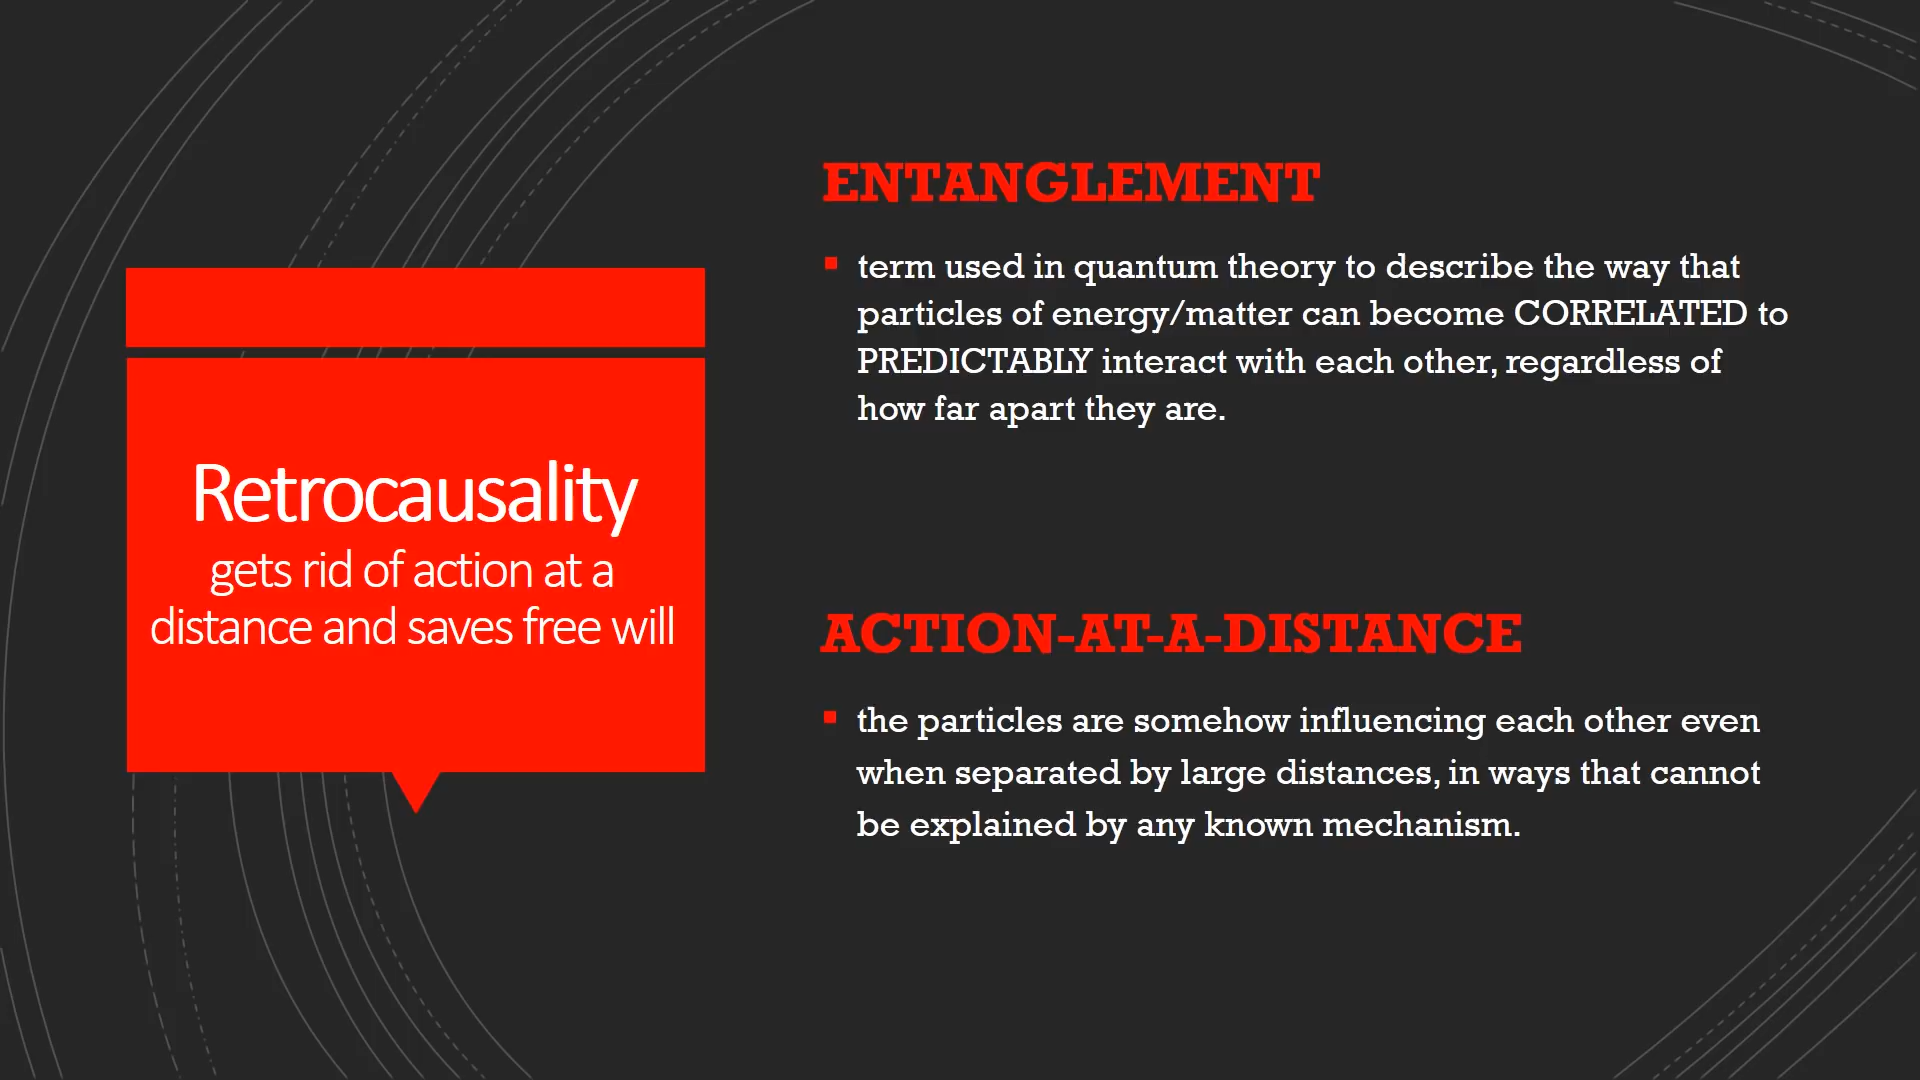 Retrocausality
gets rid of action at a
distance and saves free will
ENTANGLEMENT
▪ term used in quantum theory to describe the way that
particles of energy/matter can become CORRELATED to
PREDICTABLY interact with each other, regardless of
how far apart they are.
ACTION-AT-A-DISTANCE
▪ the particles are somehow influencing each other even
when separated by large distances, in ways that cannot
be explained by any known mechanism.